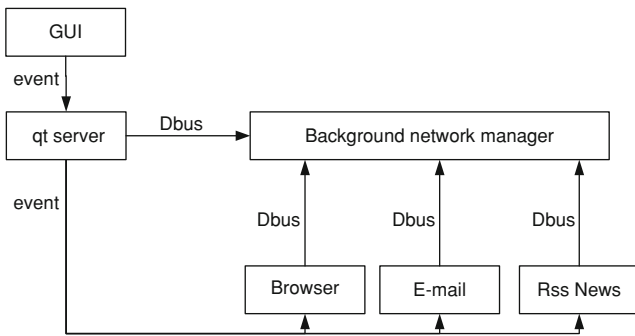 GUI
event
Dbus
qt server
Background network manager
event
Dbus
Dbus
Dbus
Browser
E-mail
Rss News